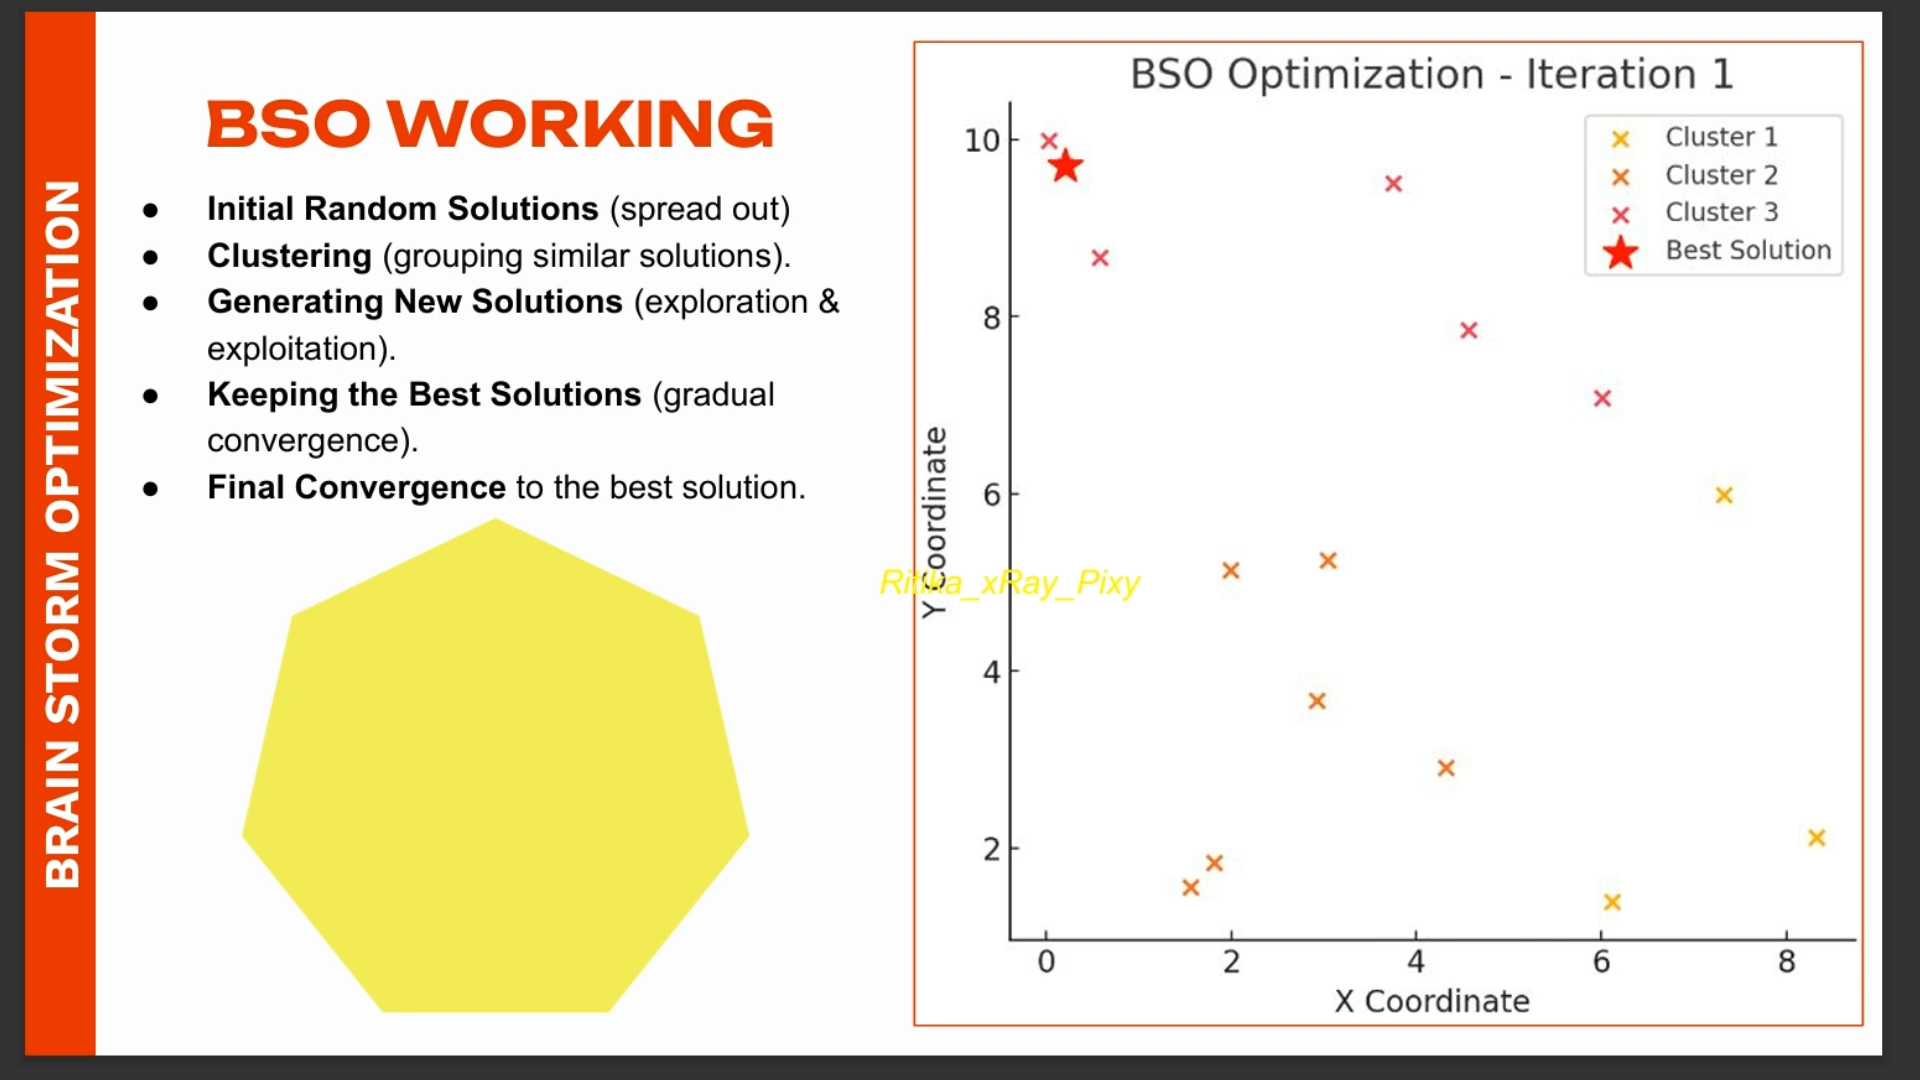 BRAIN STORM OPTIMIZATION
BSO WORKING
● Initial Random Solutions (spread out)
● Clustering (grouping similar solutions).
● Generating New Solutions (exploration &
exploitation).
● Keeping the Best Solutions (gradual
convergence).
● Final Convergence to the best solution.
BSO Optimization - Iteration 1
Cluster 1
Cluster 2
Cluster 3
Best Solution
10
8
6
4
2
Y Coordinate
0 2 4 6 8
X Coordinate
Ritika_xRay_Pixy